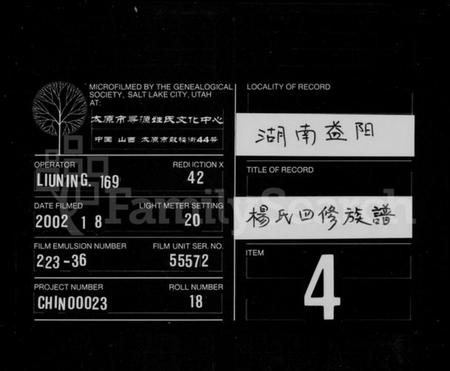 MICROFILMED BY THE GENEALOGICAL
SOCIETY, SALT LAKE CITY, UTAH
AT:
太原市寻源姓氏文化中心
中国 山西 太原市鼓楼街44号
OPERATOR
REDUCTION X
LIUNING. 169
42
DATE FILMED
LIGHT METER SETTING
2002 1 8
20
FILM EMULSION NUMBER
FILM UNIT SER. NO.
223-36
55572
PROJECT NUMBER
ROLL NUMBER
CHIN00023
18
LOCALITY OF RECORD
湖南益阳
TITLE OF RECORD
楊氏四修族譜
ITEM
4
FamilySearch